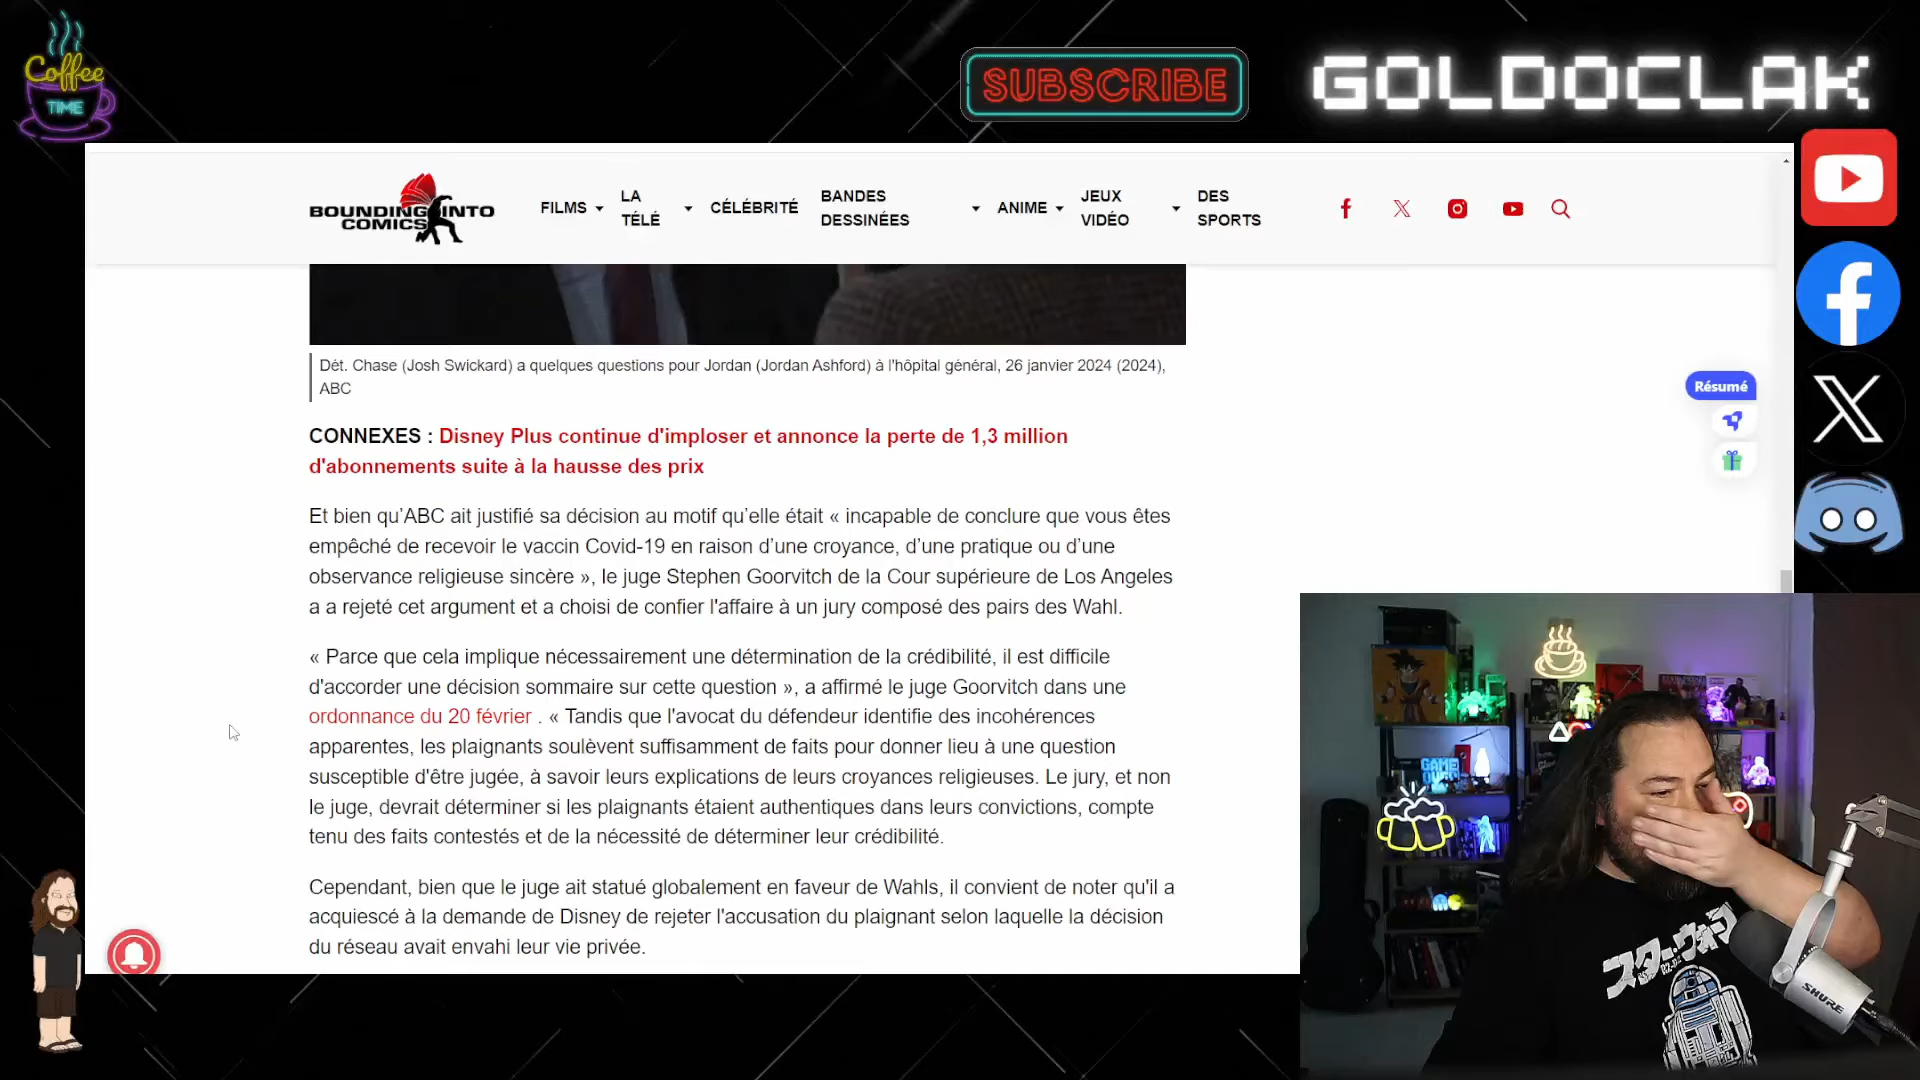 Coffee
TIME
SUBSCRIBE
GOLDOCLAK
BOUNDING INTO
COMICS
FILMS
LA
TÉLÉ
CÉLÉBRITÉ
BANDES
DESSINÉES
ANIME
JEUX
VIDÉO
DES
SPORTS
Dét. Chase (Josh Swickard) a quelques questions pour Jordan (Jordan Ashford) à l'hôpital général, 26 janvier 2024 (2024),
ABC
Résumé
CONNEXES : Disney Plus continue d'imploser et annonce la perte de 1,3 million
d'abonnements suite à la hausse des prix
Et bien qu’ABC ait justifié sa décision au motif qu’elle était « incapable de conclure que vous êtes
empêché de recevoir le vaccin Covid-19 en raison d’une croyance, d’une pratique ou d’une
observance religieuse sincère », le juge Stephen Goorvitch de la Cour supérieure de Los Angeles
a a rejeté cet argument et a choisi de confier l'affaire à un jury composé des pairs des Wahl.
« Parce que cela implique nécessairement une détermination de la crédibilité, il est difficile
d'accorder une décision sommaire sur cette question », a affirmé le juge Goorvitch dans une
ordonnance du 20 février . « Tandis que l'avocat du défendeur identifie des incohérences
apparentes, les plaignants soulèvent suffisamment de faits pour donner lieu à une question
susceptible d'être jugée, à savoir leurs explications de leurs croyances religieuses. Le jury, et non
le juge, devrait déterminer si les plaignants étaient authentiques dans leurs convictions, compte
tenu des faits contestés et de la nécessité de déterminer leur crédibilité.
Cependant, bien que le juge ait statué globalement en faveur de Wahls, il convient de noter qu'il a
acquiescé à la demande de Disney de rejeter l'accusation du plaignant selon laquelle la décision
du réseau avait envahi leur vie privée.
GAME
スター・ウォー
SHURE